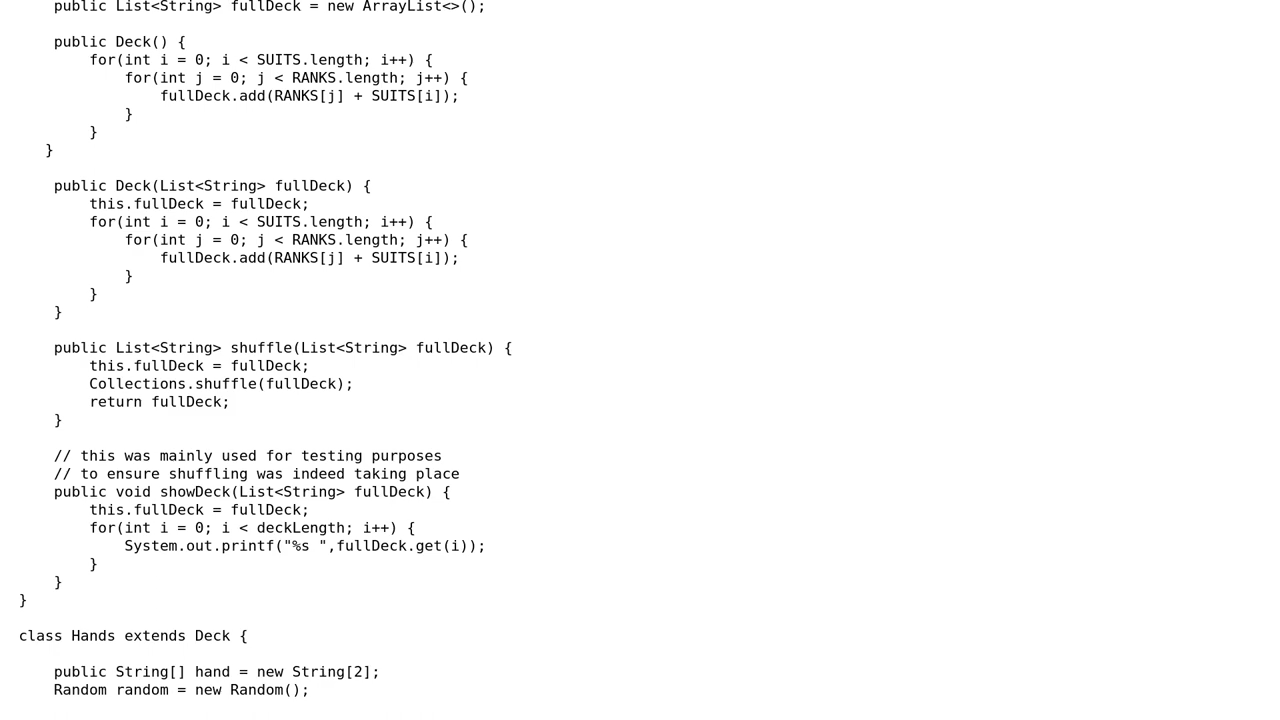 public List<String> fullDeck = new ArrayList<>();
public Deck() {
for(int i = 0; i < SUITS.length; i++) {
for(int j = 0; j < RANKS.length; j++) {
fullDeck.add(RANKS[j] + SUITS[i]);
}
}
}
public Deck(List<String> fullDeck) {
this.fullDeck = fullDeck;
for(int i = 0; i < SUITS.length; i++) {
for(int j = 0; j < RANKS.length; j++) {
fullDeck.add(RANKS[j] + SUITS[i]);
}
}
}
public List<String> shuffle(List<String> fullDeck) {
this.fullDeck = fullDeck;
Collections.shuffle(fullDeck);
return fullDeck;
}
// this was mainly used for testing purposes
// to ensure shuffling was indeed taking place
public void showDeck(List<String> fullDeck) {
this.fullDeck = fullDeck;
for(int i = 0; i < deckLength; i++) {
System.out.printf("%s ",fullDeck.get(i));
}
}
}
class Hands extends Deck {
public String[] hand = new String[2];
Random random = new Random();